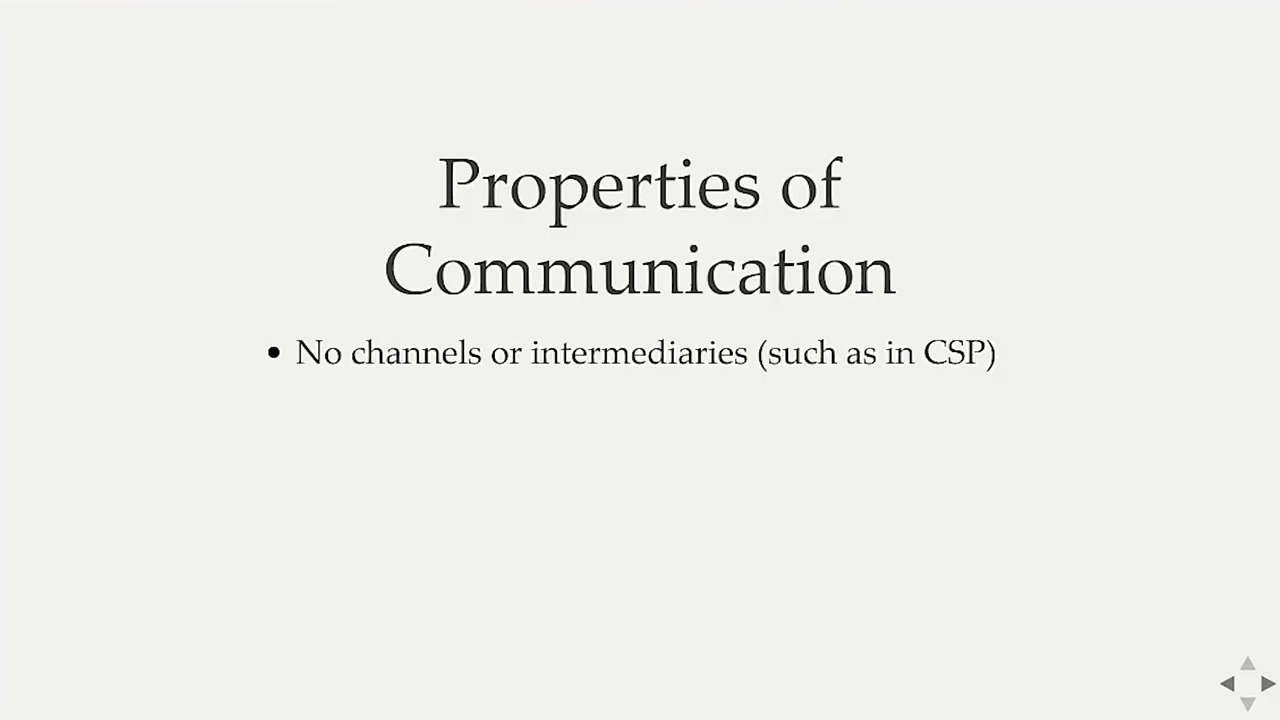 Properties of
Communication
• No channels or intermediaries (such as in CSP)